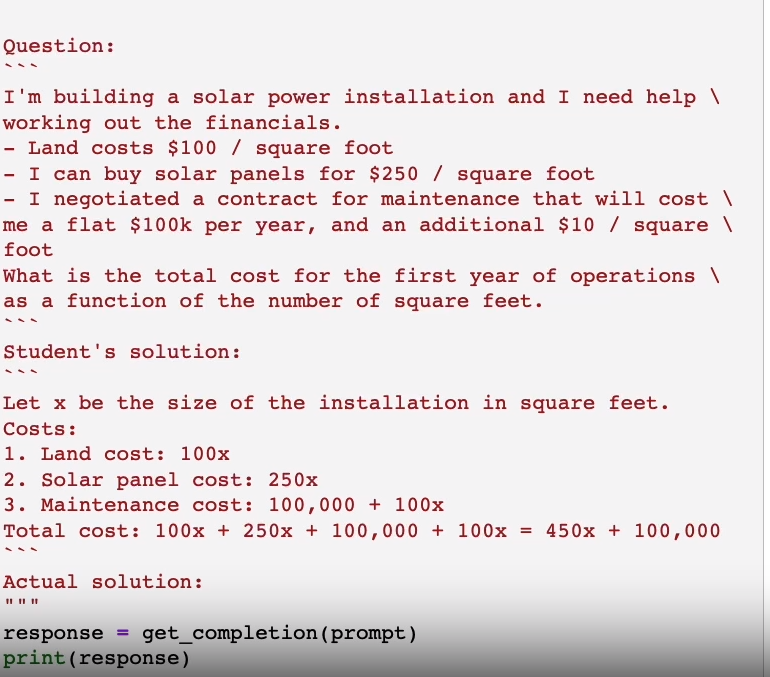 Question:
```
I'm building a solar power installation and I need help \
working out the financials.
- Land costs $100 / square foot
- I can buy solar panels for $250 / square foot
- I negotiated a contract for maintenance that will cost \
me a flat $100k per year, and an additional $10 / square \
foot
What is the total cost for the first year of operations \
as a function of the number of square feet.
```
Student's solution:
```
Let x be the size of the installation in square feet.
Costs:
1. Land cost: 100x
2. Solar panel cost: 250x
3. Maintenance cost: 100,000 + 100x
Total cost: 100x + 250x + 100,000 + 100x = 450x + 100,000
```
Actual solution:
"""
response = get_completion(prompt)
print(response)